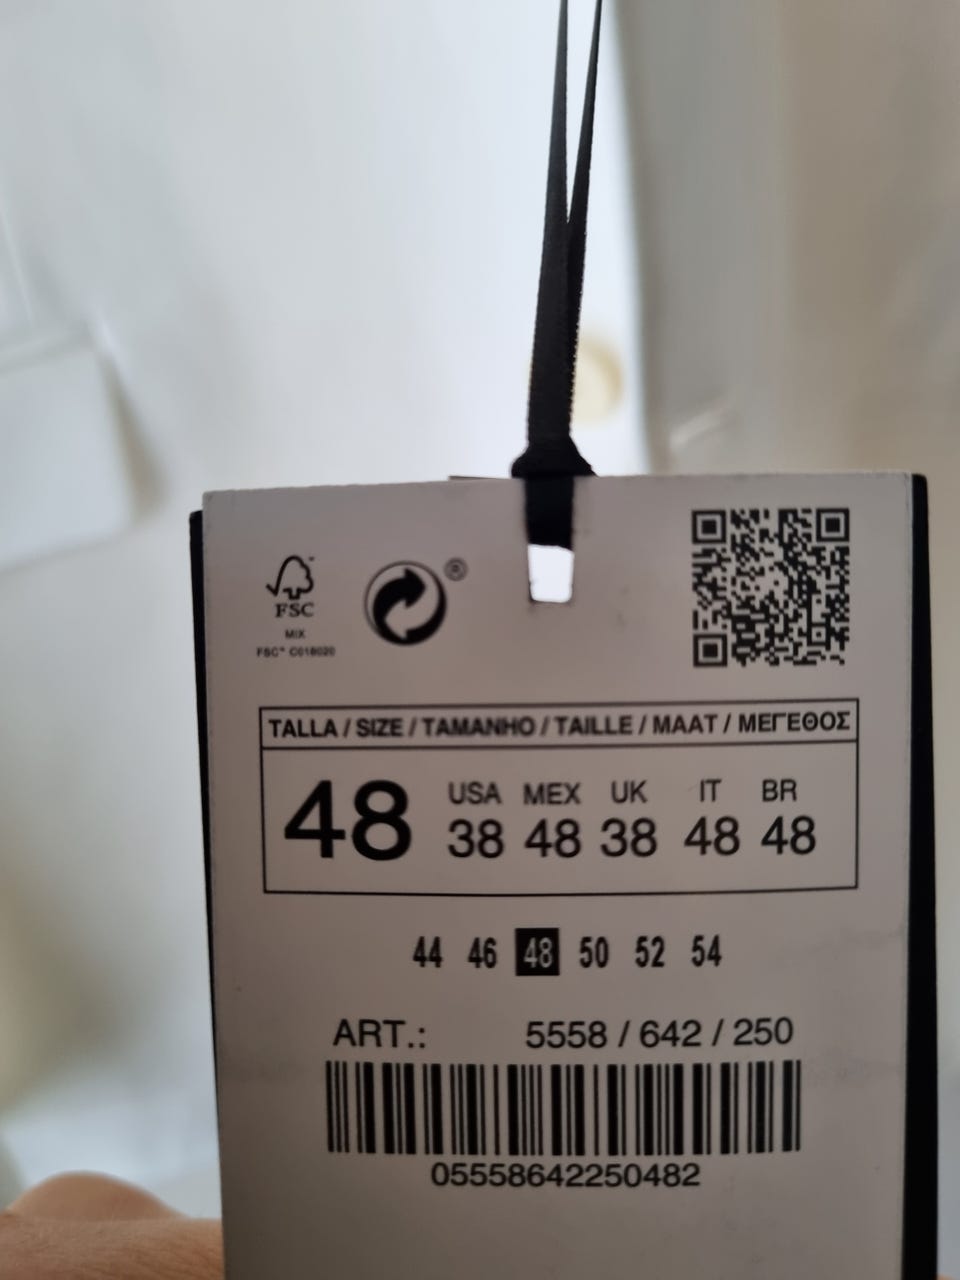 FSC
MIX
FSC™ C018020
®
TALLA / SIZE / TAMANHO / TAILLE / MAAT / ΜΕΓΕΘΟΣ
48
USA MEX UK IT BR
38 48 38 48 48
44 46 48 50 52 54
ART.: 5558 / 642 / 250
05558642250482